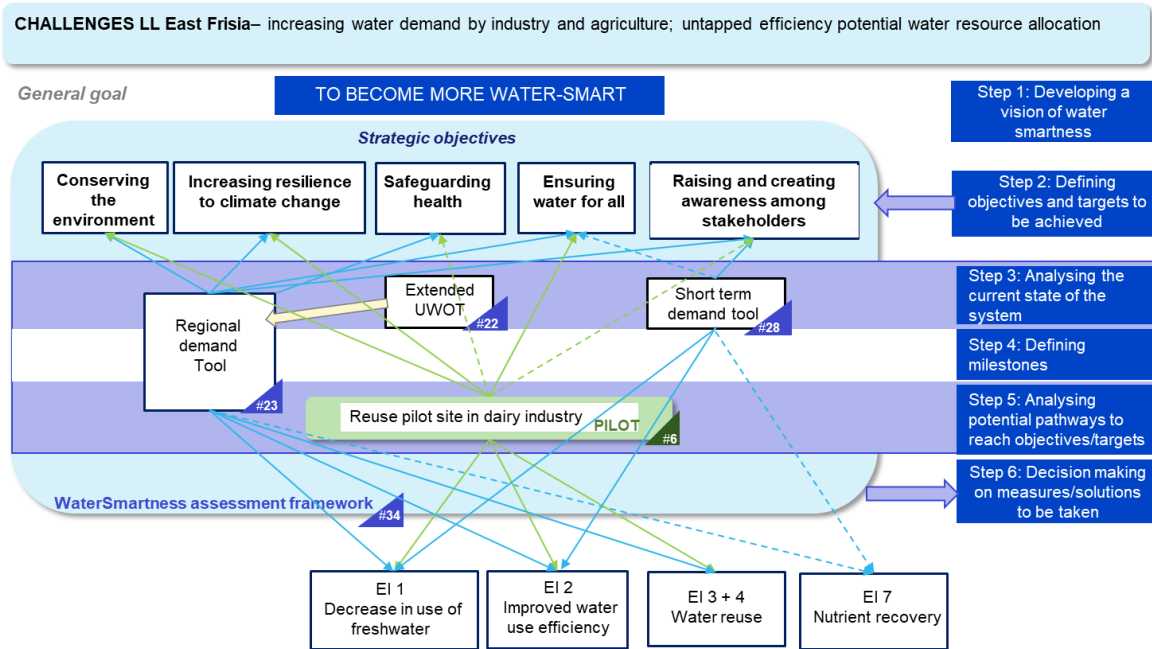 CHALLENGES LL East Frisia– increasing water demand by industry and agriculture; untapped efficiency potential water resource allocation
General goal
TO BECOME MORE WATER-SMART
Step 1: Developing a
vision of water
smartness
Strategic objectives
Conserving
the
environment
Increasing resilience
to climate change
Safeguarding
health
Ensuring
water for all
Raising and creating
awareness among
stakeholders
Step 2: Defining
objectives and targets to
be achieved
Regional
demand
Tool
#23
Extended
UWOT
#22
Short term
demand tool
#28
Step 3: Analysing the
current state of the
system
Step 4: Defining
milestones
Reuse pilot site in dairy industry
PILOT
#6
Step 5: Analysing
potential pathways to
reach objectives/targets
WaterSmartness assessment framework
#34
Step 6: Decision making
on measures/solutions
to be taken
EI 1
Decrease in use of
freshwater
EI 2
Improved water
use efficiency
EI 3 + 4
Water reuse
EI 7
Nutrient recovery